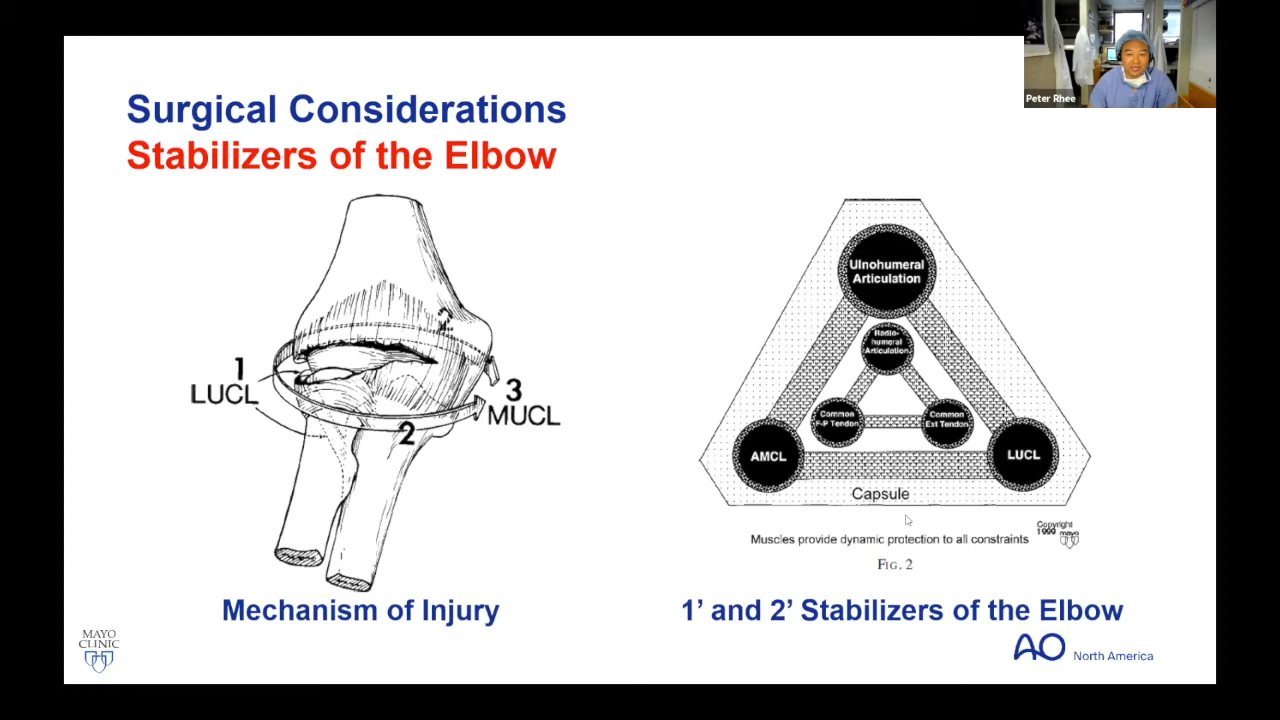 Peter Rhee
Surgical Considerations
Stabilizers of the Elbow
1
LUCL
2
3
MUCL
2
Mechanism of Injury
Ulnohumeral
Articulation
Radio-
humeral
Articulation
Common
F-P Tendon
Common
Ext Tendon
AMCL
LUCL
Capsule
Muscles provide dynamic protection to all constraints
Copyright
1999 mayo
FIG. 2
1’ and 2’ Stabilizers of the Elbow
MAYO
CLINIC
AO North America